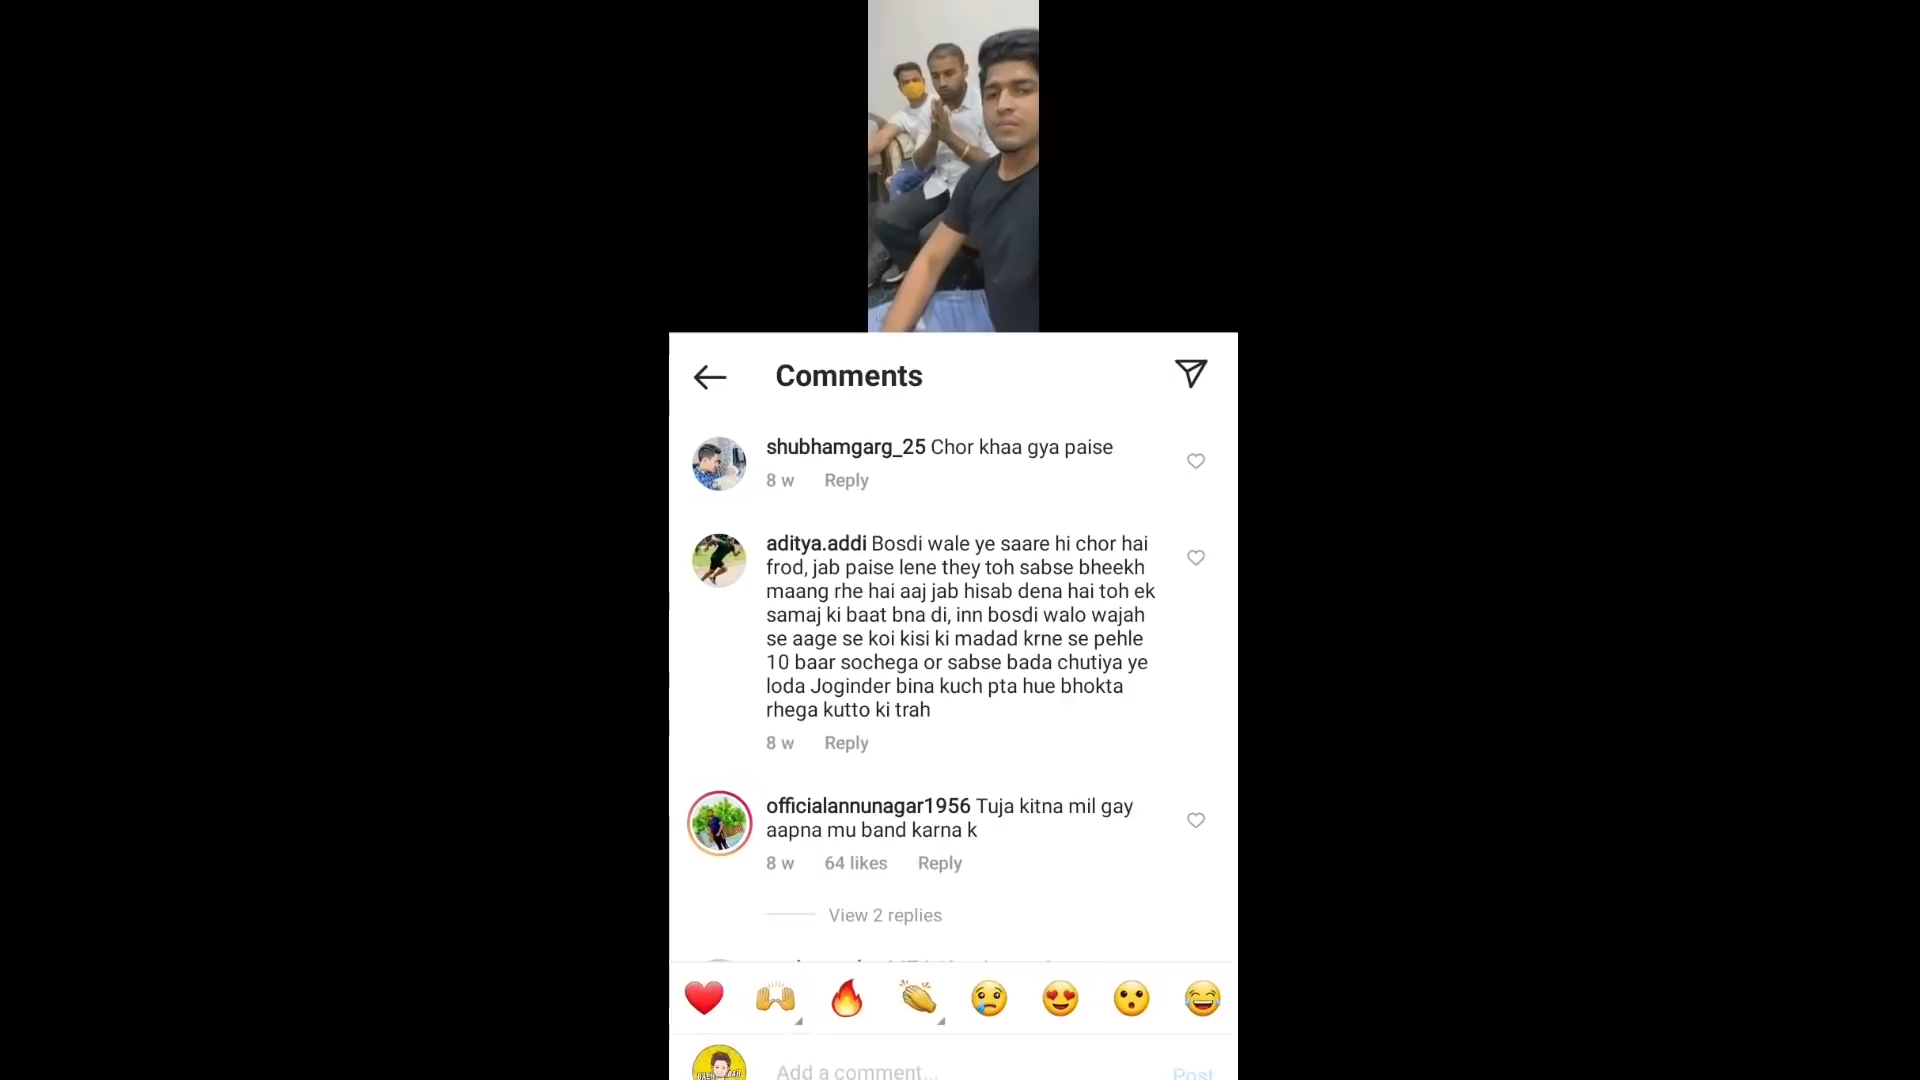 Comments
shubhamgarg_25 Chor khaa gya paise
8 w Reply
aditya.addi Bosdi wale ye saare hi chor hai
frod, jab paise lene they toh sabse bheekh
maang rhe hai aaj jab hisab dena hai toh ek
samaj ki baat bna di, inn bosdi walo wajah
se aage se koi kisi ki madad krne se pehle
10 baar sochega or sabse bada chutiya ye
loda Joginder bina kuch pta hue bhokta
rhega kutto ki trah
8 w Reply
officialannunagar1956 Tuja kitna mil gay
aapna mu band karna k
8 w 64 likes Reply
View 2 replies
Add a comment...
Post